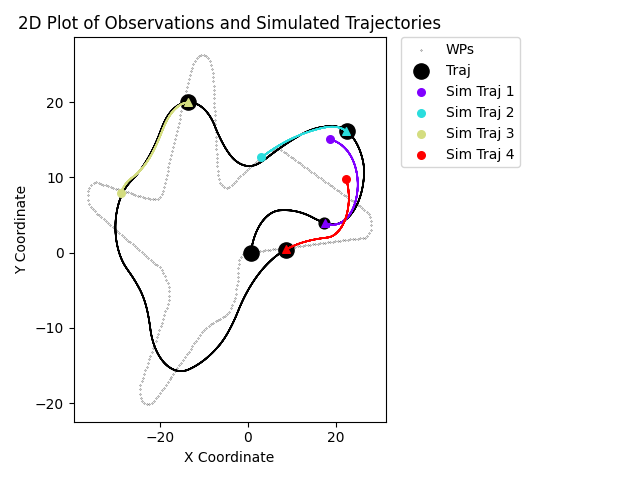 2D Plot of Observations and Simulated Trajectories
WPs
Traj
Sim Traj 1
Sim Traj 2
Sim Traj 3
Sim Traj 4
Y Coordinate
20
10
0
−10
−20
−20
0
20
X Coordinate